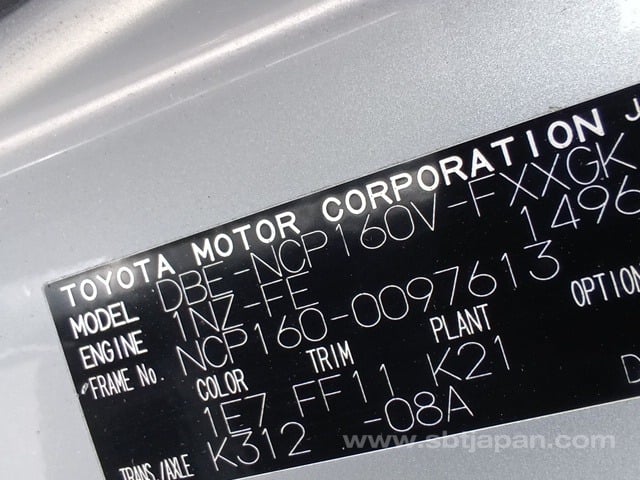 TOYOTA MOTOR CORPORATION J
MODEL DBE-NCP160V-FXXGK
ENGINE 1NZ-FE 1496
FRAME No. NCP160-0097613
COLOR TRIM PLANT OPTION
1E7 FF11 K21
TRANS./AXLE K312 -08A D
www.sbtjapan.com